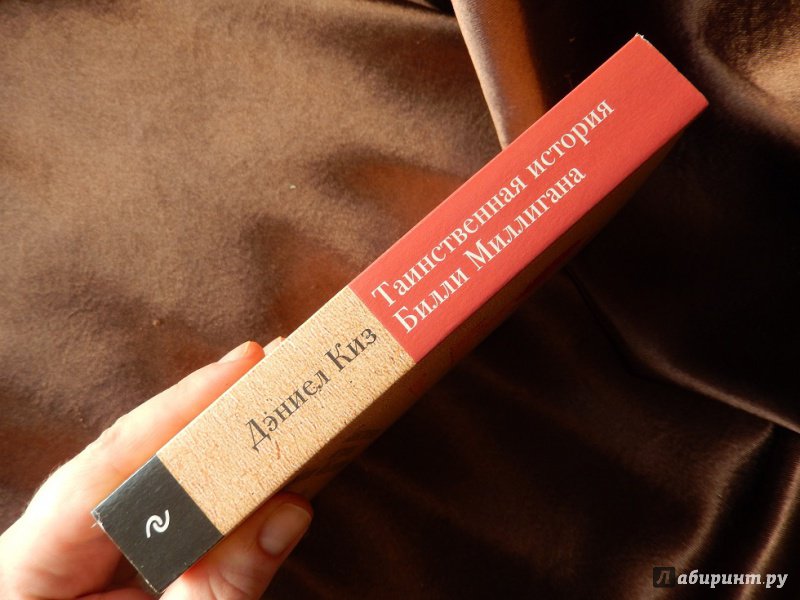 Таинственная история
Билли Миллигана
Дэниел Киз
Лабиринт.ру